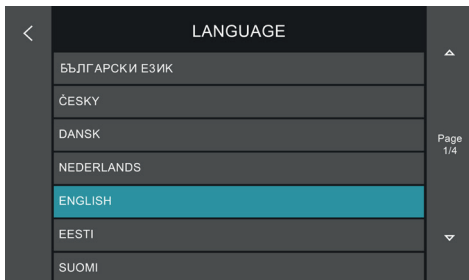 LANGUAGE
БЪЛГАРСКИ ЕЗИК
ČESKY
DANSK
NEDERLANDS
ENGLISH
EESTI
SUOMI
Page
1/4